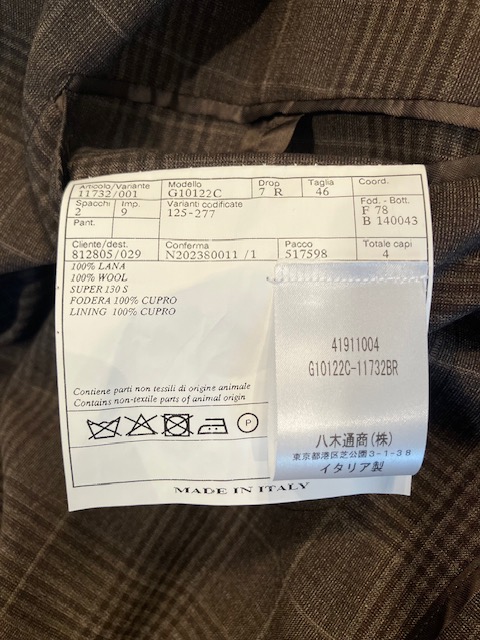 Articolo/Variante Modello Drop Taglia Coord.
11732/001 G10122C 7 R 46
Spacchi Imp. Varianti codificate Fod. - Bott.
2 9 125-277 F 78
Pant. B 140043
Cliente/dest. Conferma Pacco Totale capi
812805/029 N202380011 /1 517598 4
100% LANA
100% WOOL
SUPER 130 S
FODERA 100% CUPRO
LINING 100% CUPRO
Contiene parti non tessili di origine animale
Contains non-textile parts of animal origin
P
MADE IN ITALY
41911004
G10122C-11732BR
八木通商(株)
東京都港区芝公園3-1-38
イタリア製